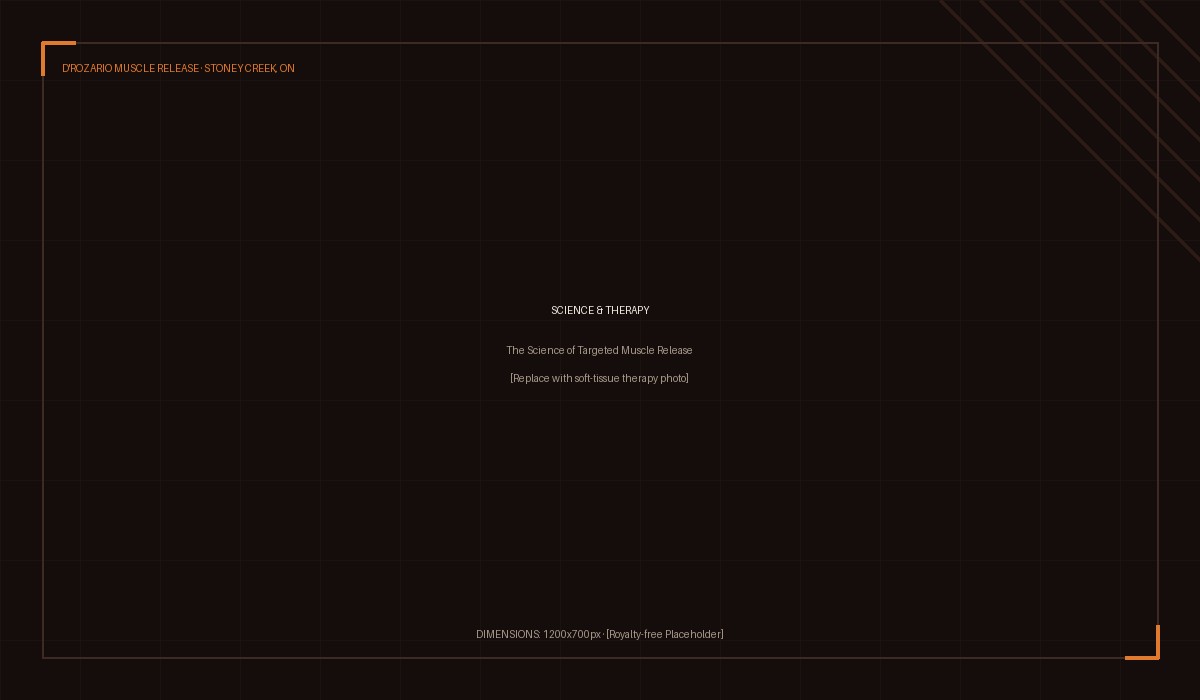 D'ROZARIO MUSCLE RELEASE · STONEY CREEK, ON
SCIENCE & THERAPY
The Science of Targeted Muscle Release
[Replace with soft-tissue therapy photo]
DIMENSIONS: 1200x700px · [Royalty-free Placeholder]